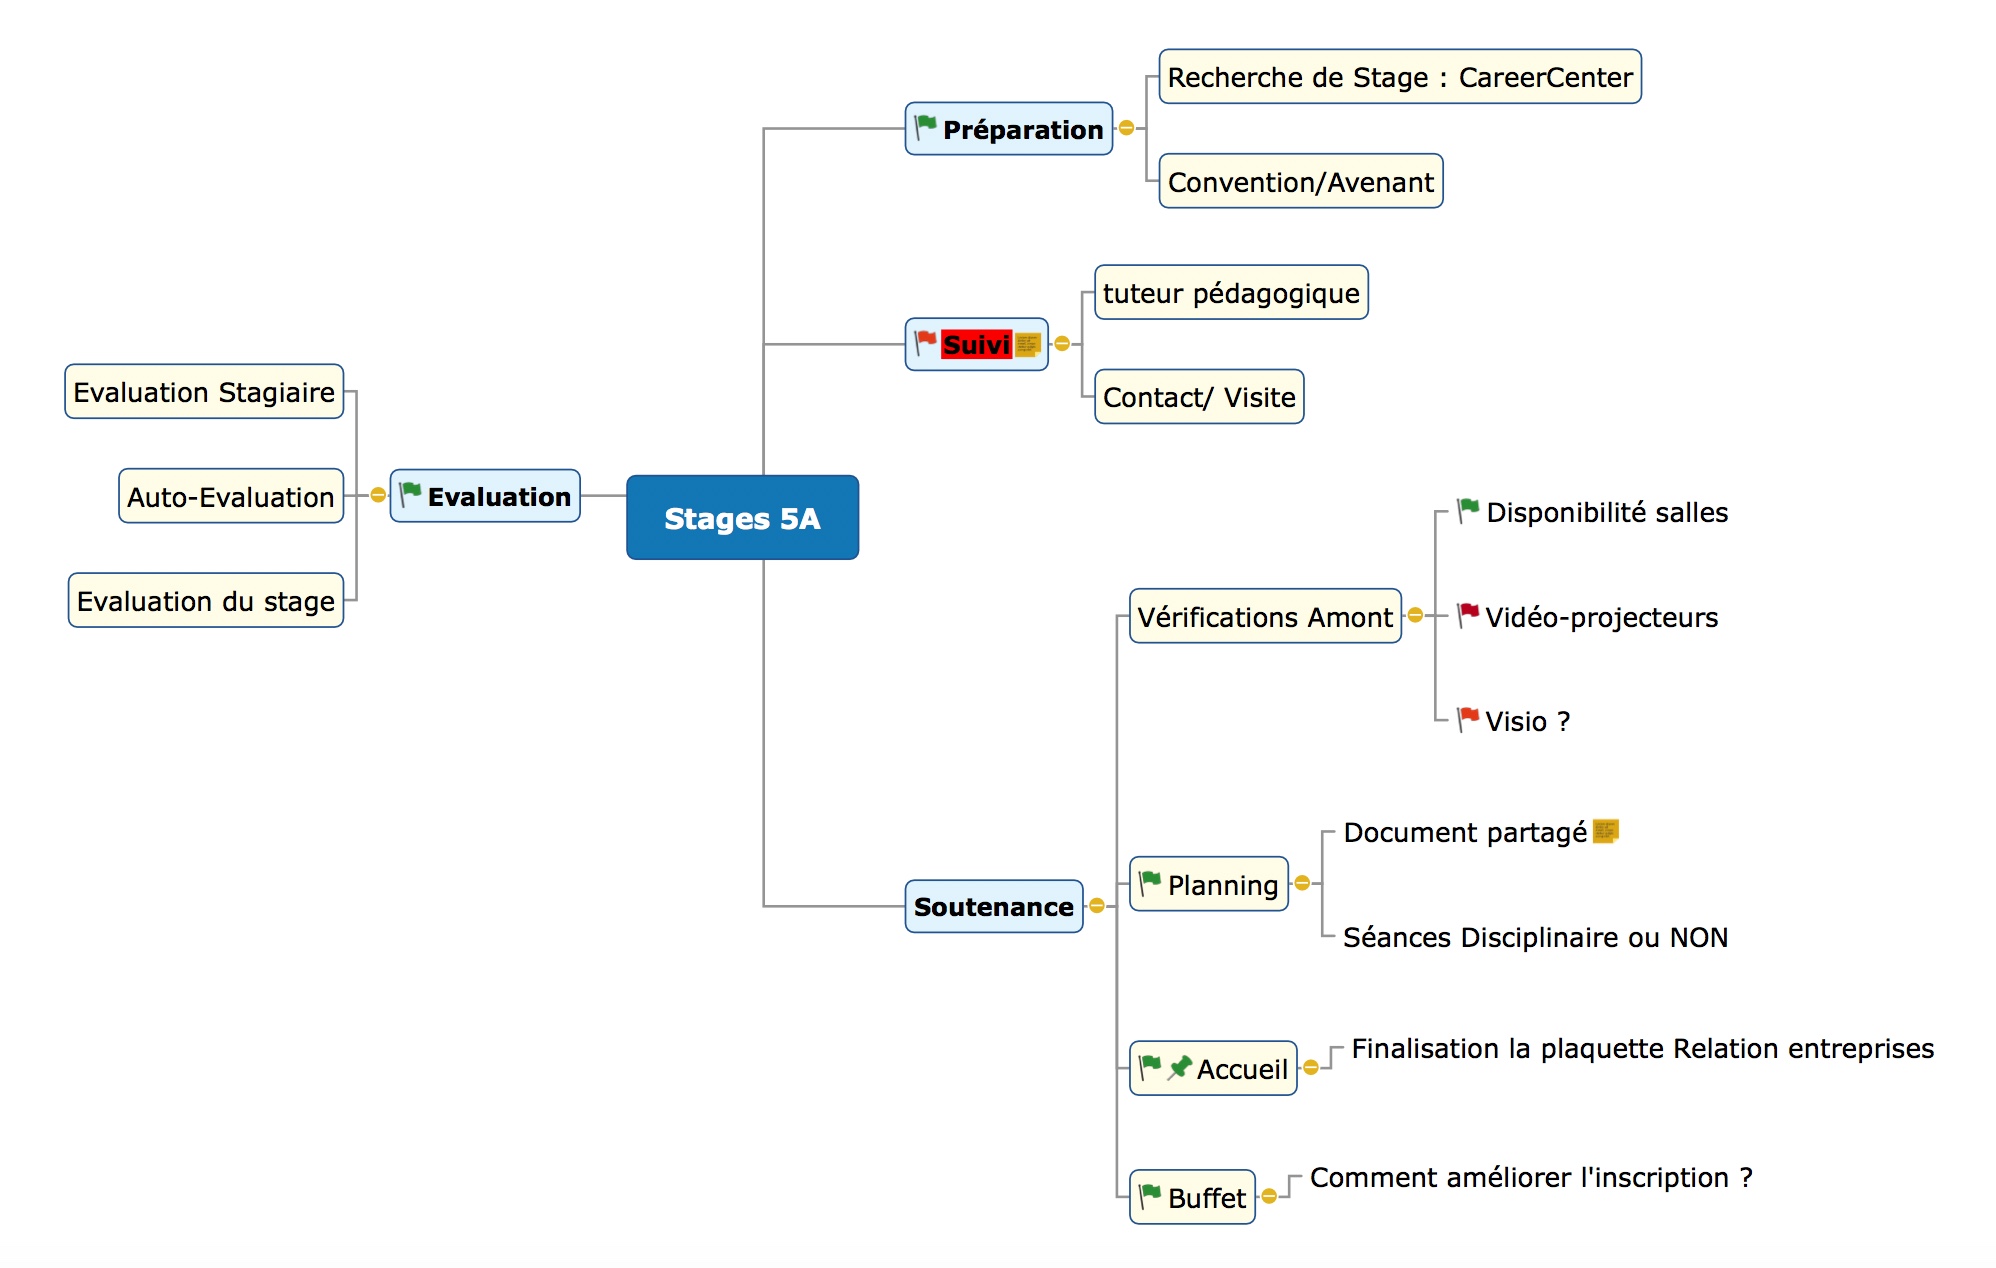 Recherche de Stage : CareerCenter
Préparation
Convention/Avenant
tuteur pédagogique
Suivi
Contact/ Visite
Evaluation Stagiaire
Auto-Evaluation
Evaluation
Evaluation du stage
Stages 5A
Disponibilité salles
Vérifications Amont
Vidéo-projecteurs
Visio ?
Document partagé
Planning
Séances Disciplinaire ou NON
Soutenance
Finalisation la plaquette Relation entreprises
Accueil
Comment améliorer l'inscription ?
Buffet